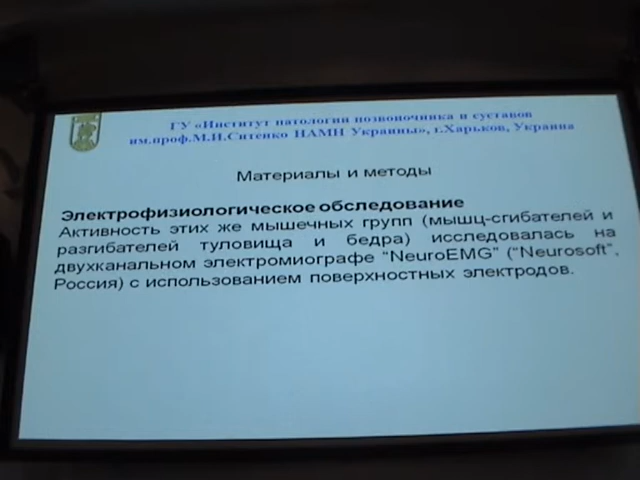 ГУ «Институт патологии позвоночника и суставов
им.проф.М.И.Ситенко НАМН Украины», г.Харьков, Украина
Материалы и методы
Электрофизиологическое обследование
Активность этих же мышечных групп (мышц-сгибателей и
разгибателей туловища и бедра) исследовалась на
двухканальном электромиографе “NeuroEMG” (“Neurosoft”,
Россия) с использованием поверхностных электродов.